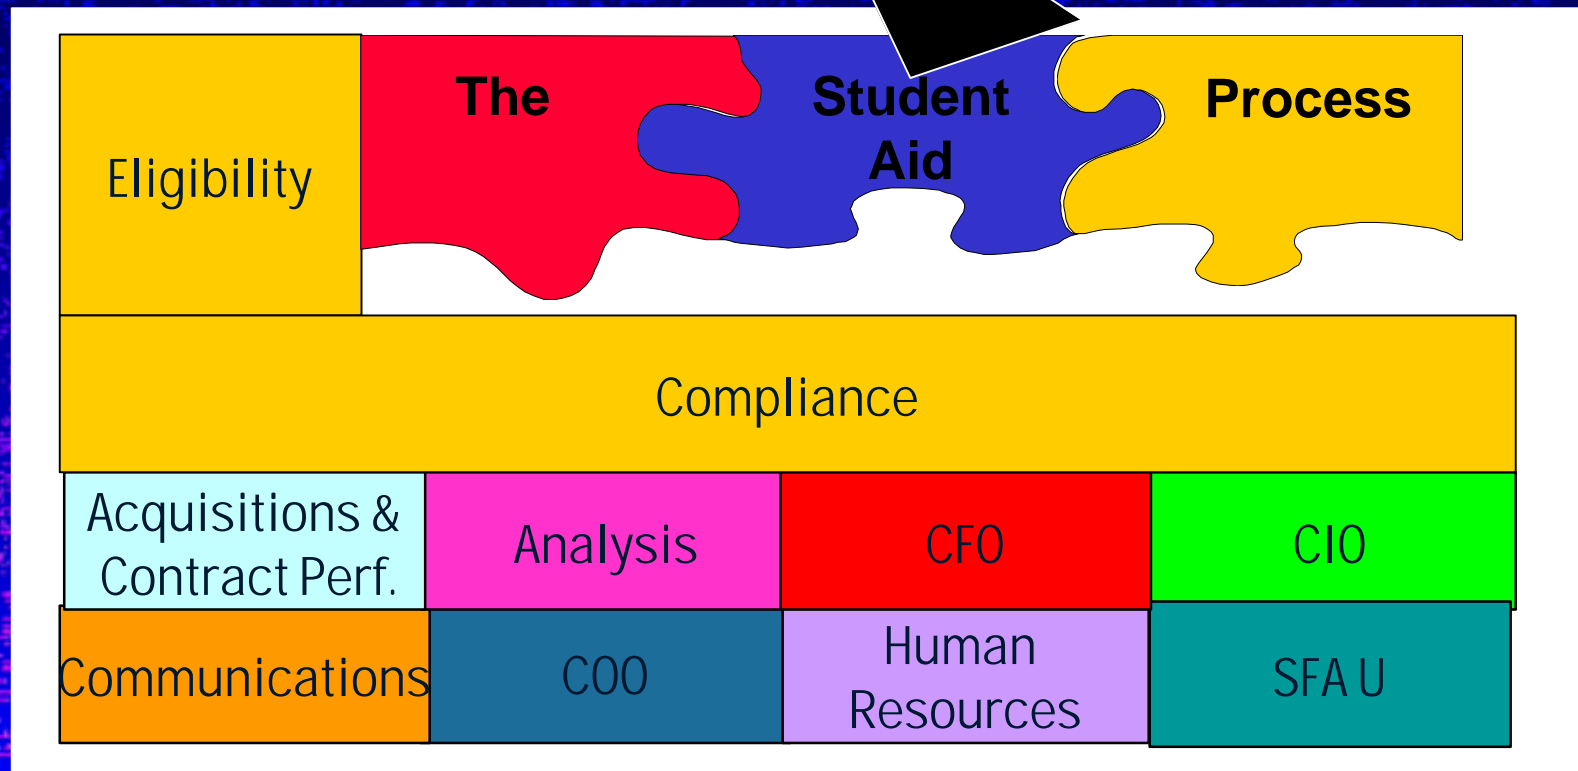 Eligibility
The
Student
Aid
Process
Compliance
Acquisitions &
Contract Perf.
Analysis
CFO
CIO
Communications
COO
Human
Resources
SFA U